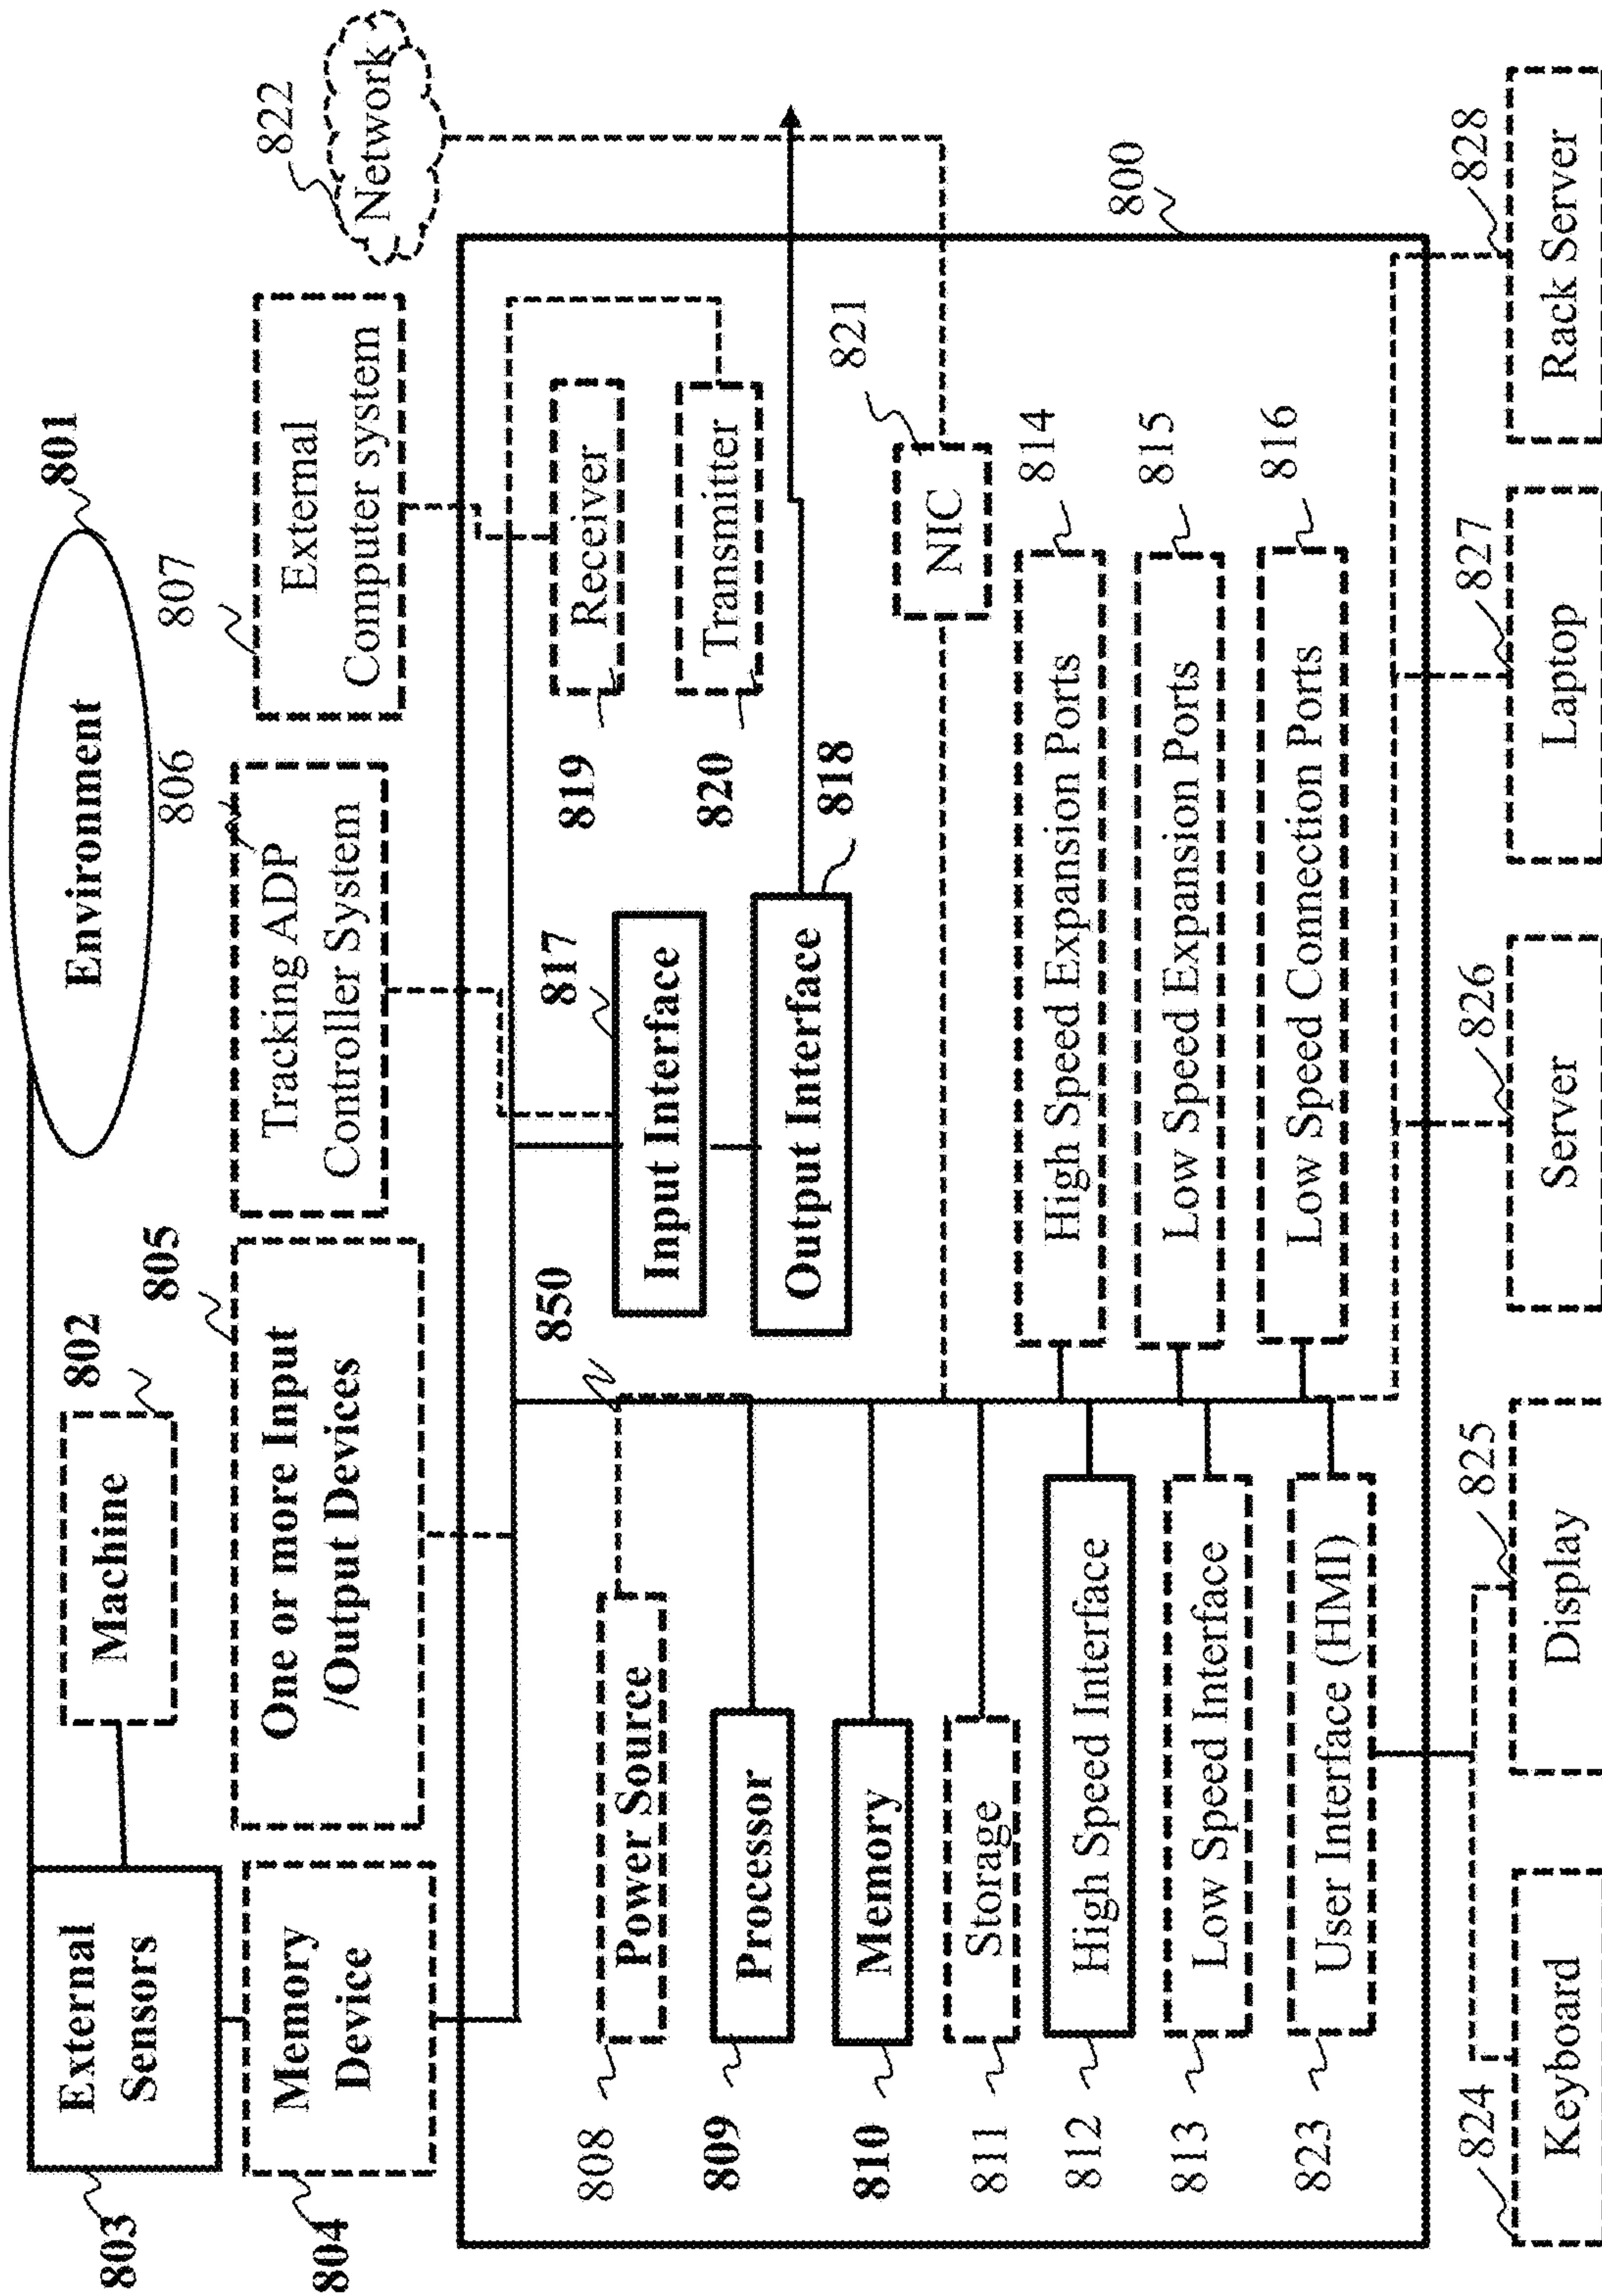 801
Environment
802
Machine
External
Sensors
803
805
One or more Input
/Output Devices
806
Tracking ADP
Controller System
807
External
Computer system
822
Network
Memory
Device
804
850
817
Input Interface
818
Output Interface
819
Receiver
820
Transmitter
821
NIC
800
808
Power Source
809
Processor
810
Memory
811
Storage
812
High Speed Interface
813
Low Speed Interface
823
User Interface (HMI)
High Speed Expansion Ports
814
Low Speed Expansion Ports
815
Low Speed Connection Ports
816
824
Keyboard
825
Display
826
Server
827
Laptop
828
Rack Server